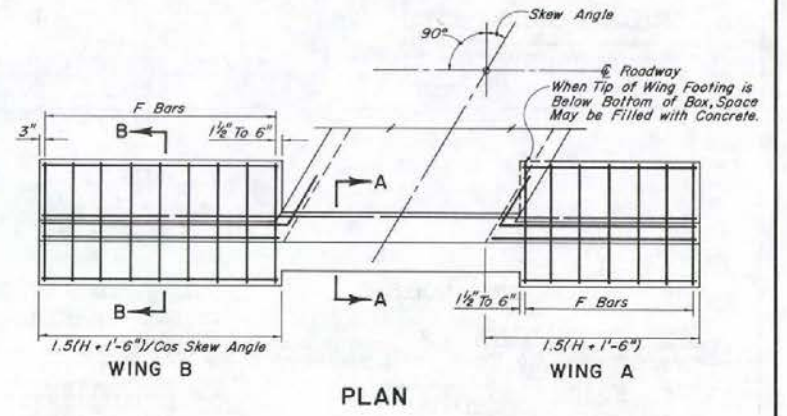 Skew Angle
90°
℄ Roadway
When Tip of Wing Footing is
Below Bottom of Box, Space
May be Filled with Concrete.
F Bars
3"
B
1½" To 6"
A
B
A
1½" To 6"
F Bars
1.5(H + 1'-6")/Cos Skew Angle
1.5(H + 1'-6")
WING B
WING A
PLAN